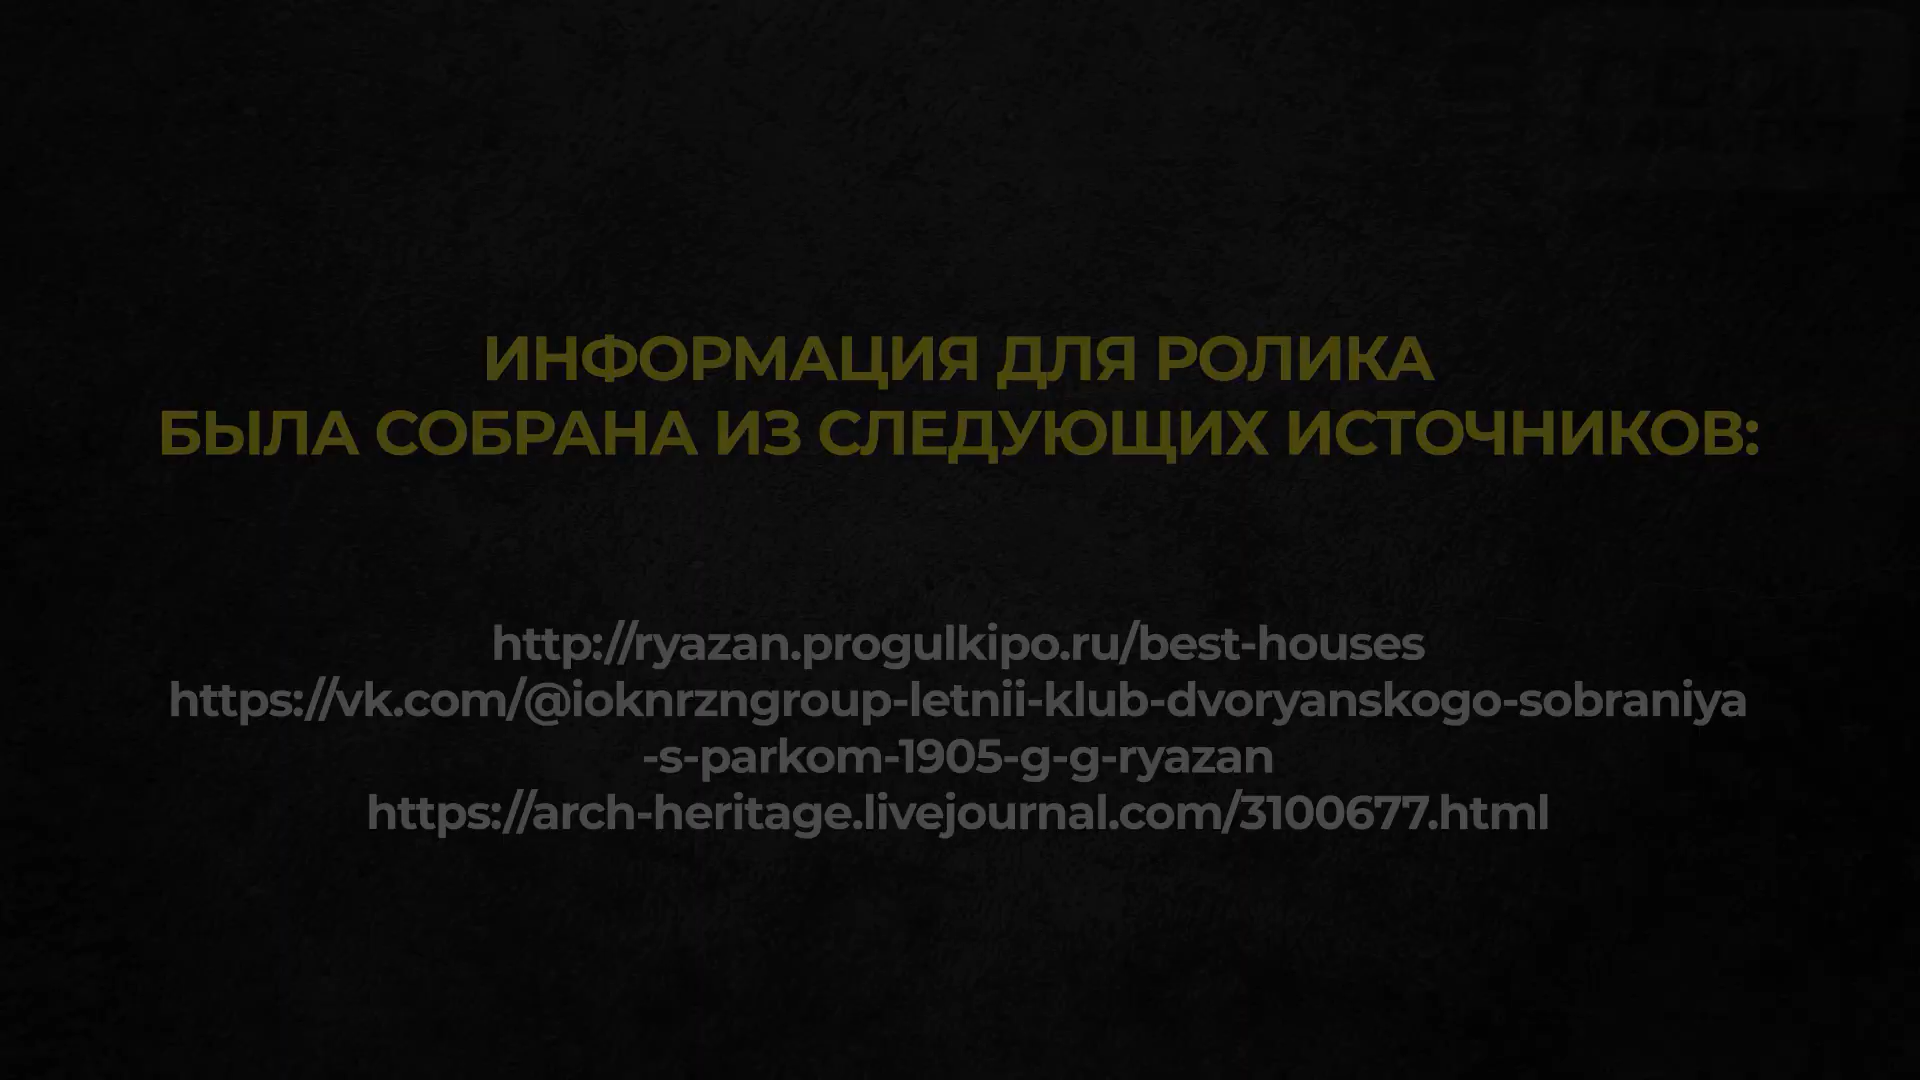 ИНФОРМАЦИЯ ДЛЯ РОЛИКА
БЫЛА СОБРАНА ИЗ СЛЕДУЮЩИХ ИСТОЧНИКОВ:
http://ryazan.progulkipo.ru/best-houses
https://vk.com/@ioknrzngroup-letnii-klub-dvoryanskogo-sobraniya
-s-parkom-1905-g-g-ryazan
https://arch-heritage.livejournal.com/3100677.html